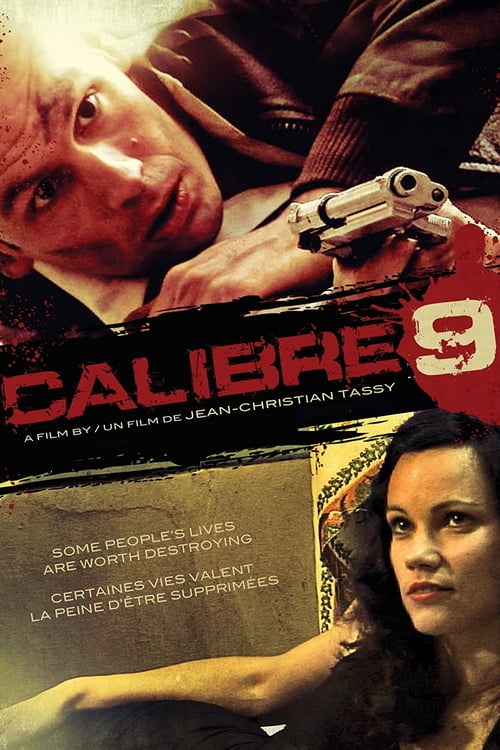 CALIBRE 9
A FILM BY / UN FILM DE JEAN-CHRISTIAN TASSY
SOME PEOPLE'S LIVES
ARE WORTH DESTROYING
CERTAINES VIES VALENT
LA PEINE D'ÊTRE SUPPRIMÉES